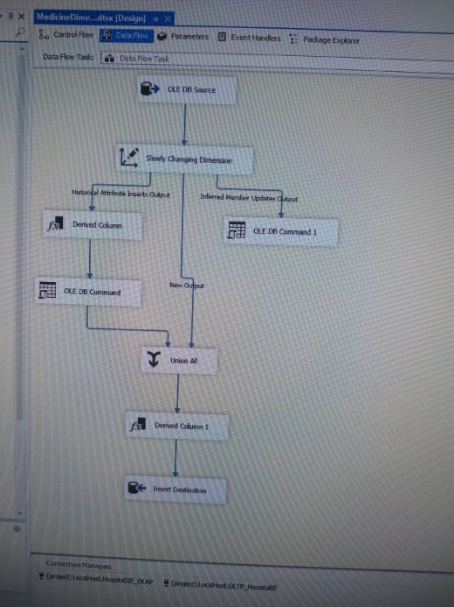 MedicineDime...dtsx [Design]
Control Flow Data Flow Parameters Event Handlers Package Explorer
Data Flow Task: Data Flow Task
OLE DB Source
Slowly Changing Dimension
Historical Attribute Inserts Output
Inferred Member Updates Output
Derived Column
OLE DB Command 1
New Output
OLE DB Command
Union All
Derived Column 1
Insert Destination
Connection Managers
(project) LocalHost.HospitalBE_OLAP (project) LocalHost.OLTP_HospitalBE